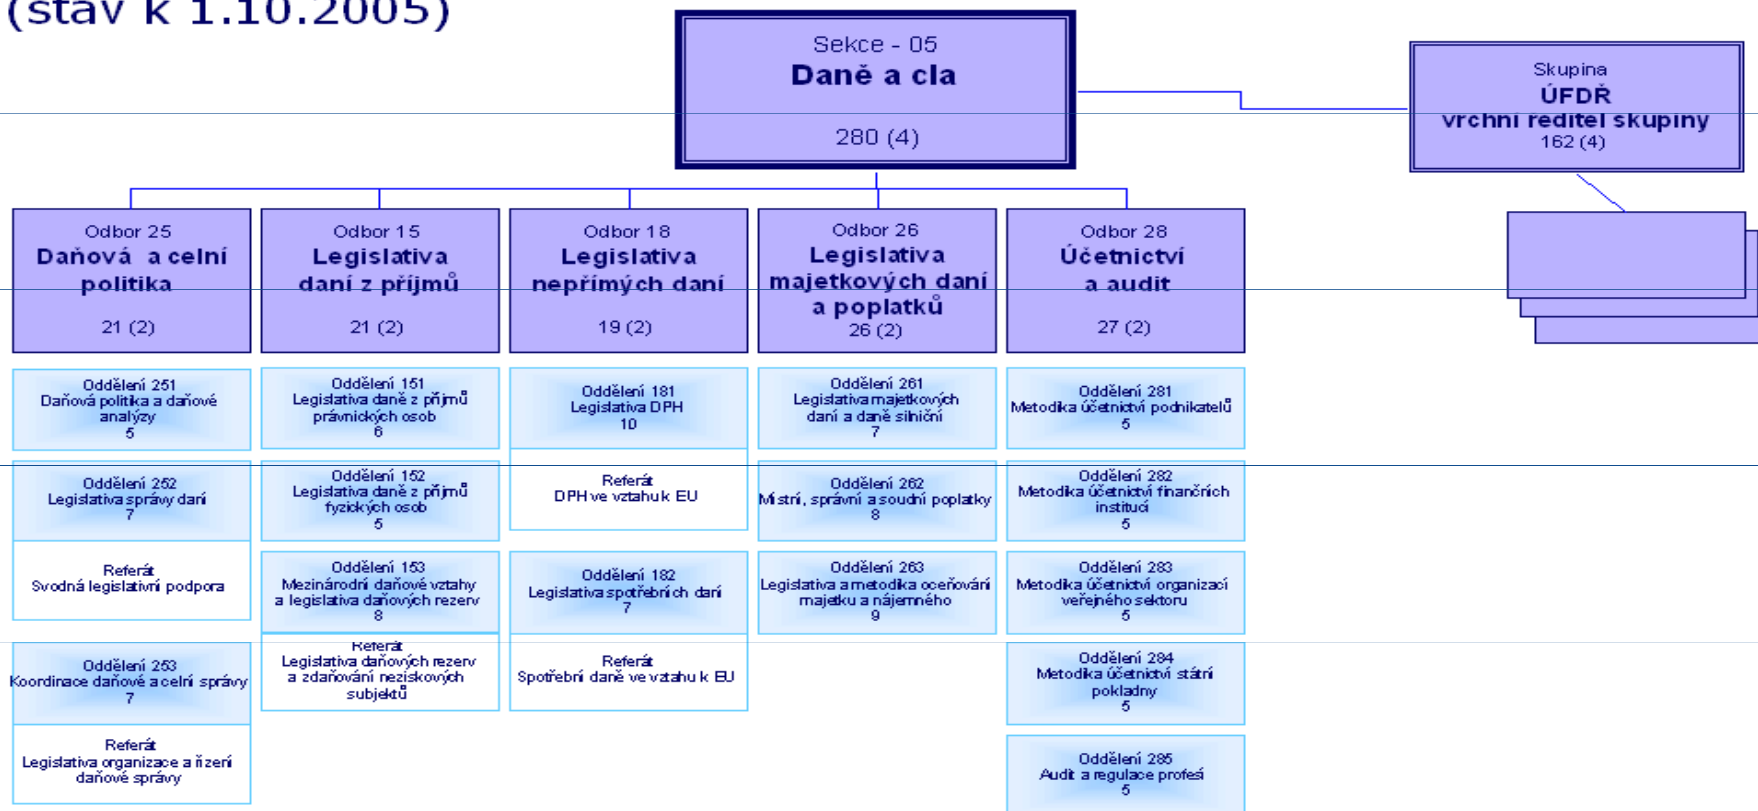 (stav k 1.10.2005)
Sekce - 05
Daně a cla
280 (4)
Skupina
ÚFDŘ
vrchní ředitel skupiny
162 (4)
Odbor 25
Daňová a celní
politika
21 (2)
Odbor 15
Legislativa
daní z příjmů
21 (2)
Odbor 18
Legislativa
nepřímých daní
19 (2)
Odbor 26
Legislativa
majetkových daní
a poplatků
26 (2)
Odbor 28
Účetnictví
a audit
27 (2)
Oddělení 251
Daňová politika a daňové
analýzy
5
Oddělení 252
Legislativa správy daní
7
Referát
Svodná legislativní podpora
Oddělení 253
Koordinace daňové a celní správy
7
Referát
Legislativa organizace a řízení
daňové správy
Oddělení 151
Legislativa daně z příjmů
právnických osob
6
Oddělení 152
Legislativa daně z příjmů
fyzických osob
5
Oddělení 153
Mezinárodní daňové vztahy
a legislativa daňových rezerv
8
Referát
Legislativa daňových rezerv
a zdaňování neziskových
subjektů
Oddělení 181
Legislativa DPH
10
Referát
DPH ve vztahu k EU
Oddělení 182
Legislativa spotřebních daní
7
Referát
Spotřební daně ve vztahu k EU
Oddělení 261
Legislativa majetkových
daní a daně silniční
7
Oddělení 262
Místní, správní a soudní poplatky
8
Oddělení 263
Legislativa a metodika oceňování
majetku a nájemného
9
Oddělení 281
Metodika účetnictví podnikatelů
5
Oddělení 282
Metodika účetnictví finančních
institucí
5
Oddělení 283
Metodika účetnictví organizací
veřejného sektoru
5
Oddělení 284
Metodika účetnictví státní
pokladny
5
Oddělení 285
Audit a regulace profesí
5